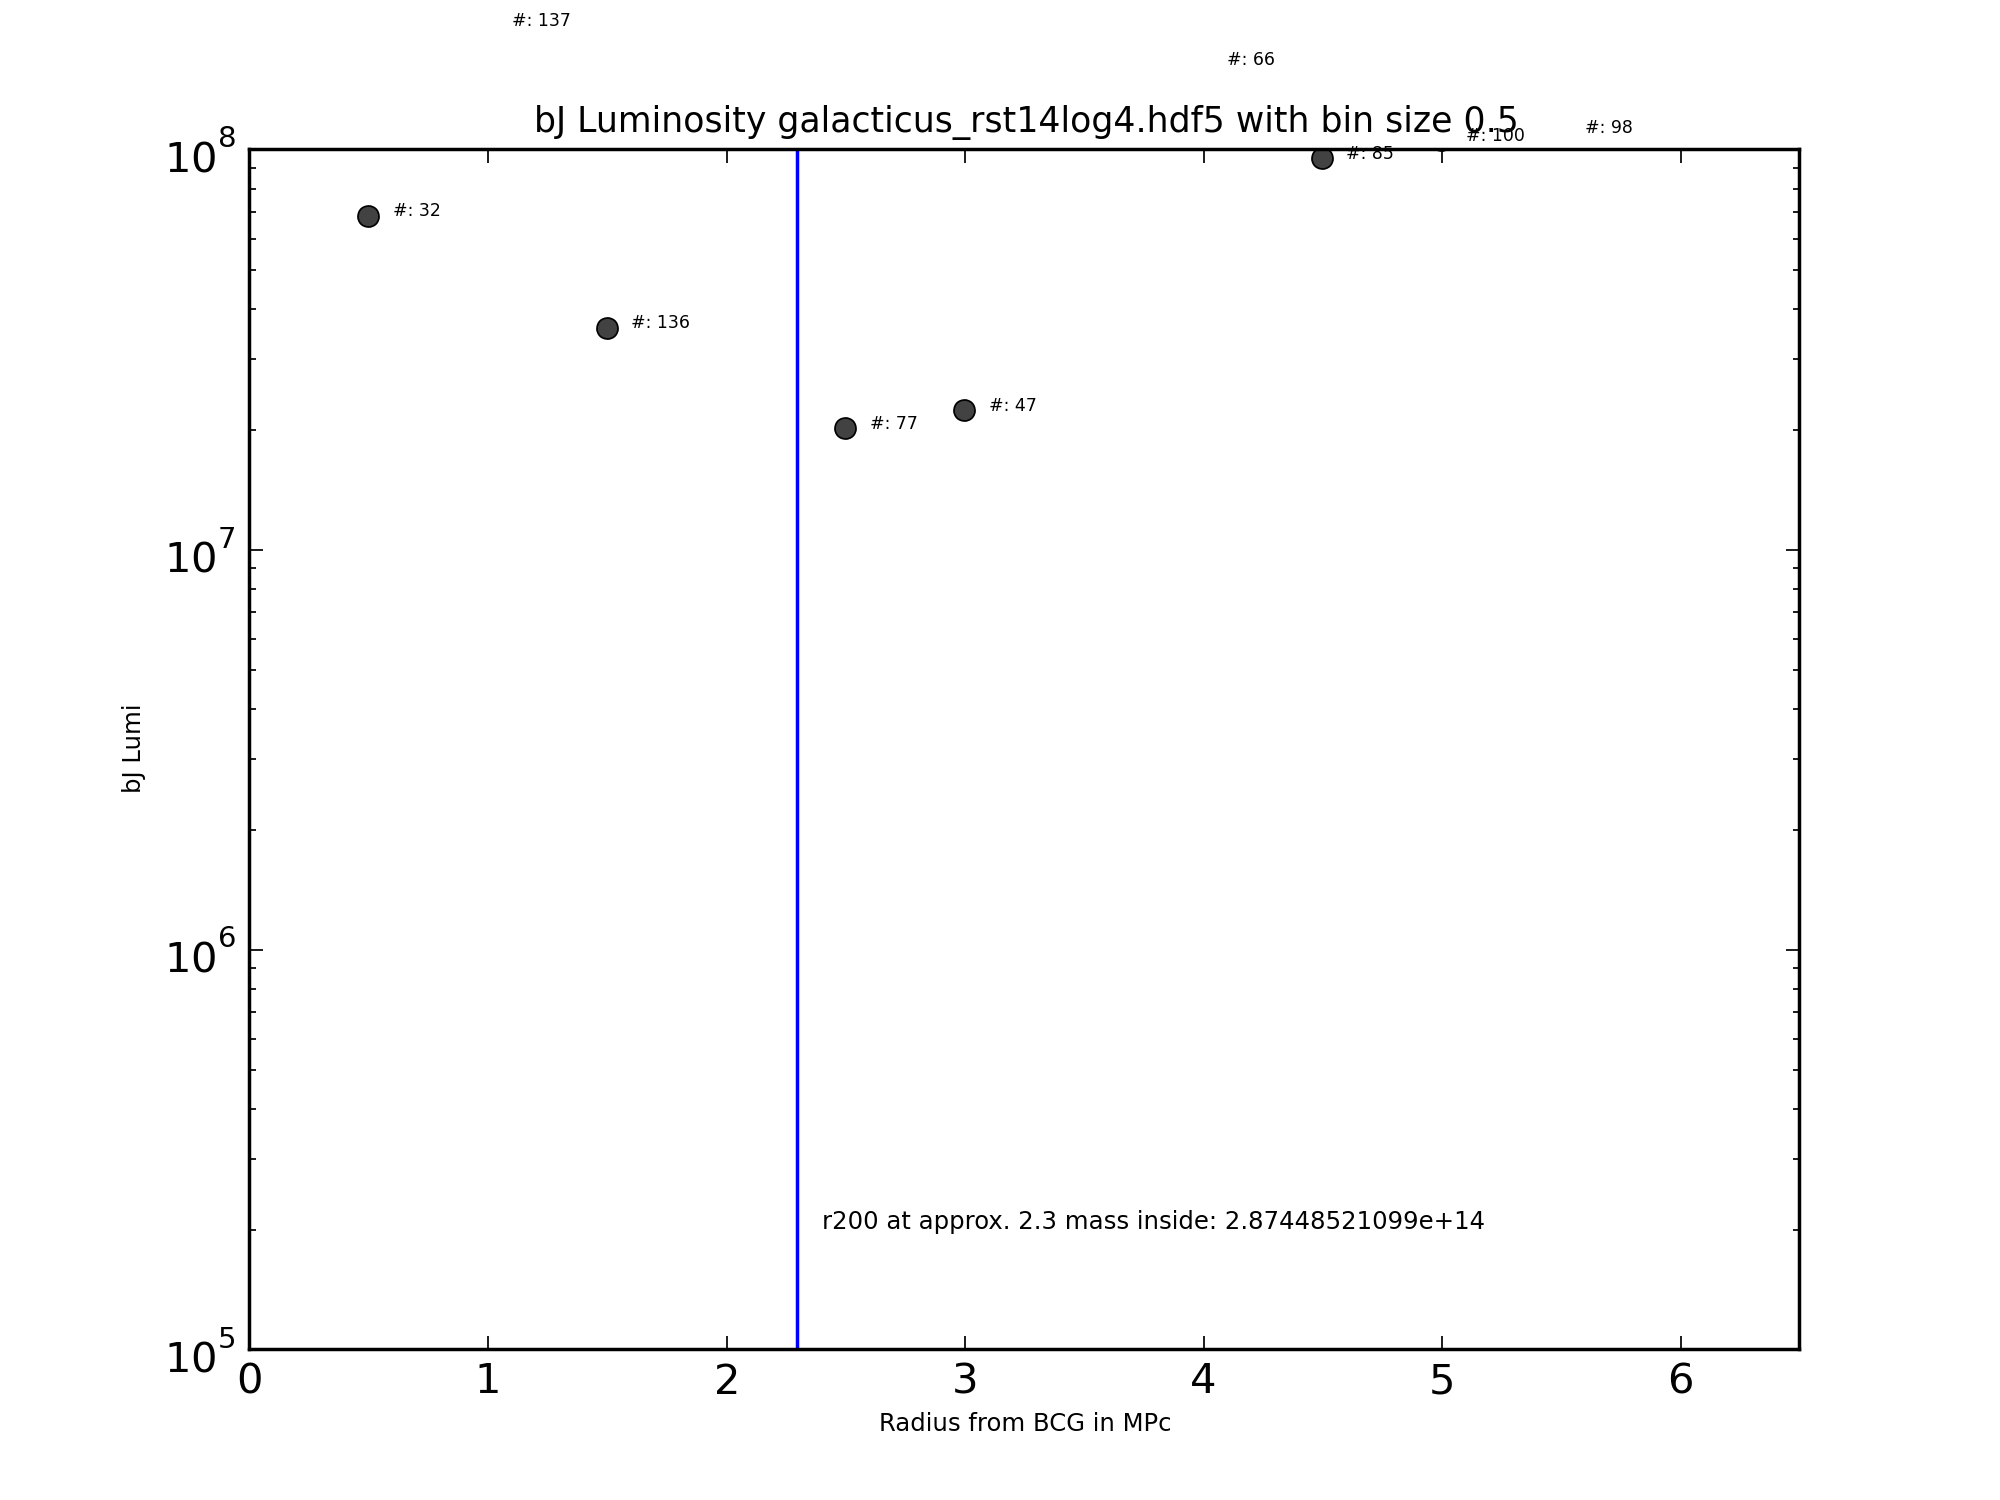 #: 137
#: 66
bJ Luminosity galacticus_rst14log4.hdf5 with bin size 0.5
#: 98
#: 100
#: 85
10^8
#: 32
#: 136
#: 47
#: 77
10^7
bJ Lumi
10^6
r200 at approx. 2.3 mass inside: 2.87448521099e+14
10^5
0 1 2 3 4 5 6
Radius from BCG in MPc